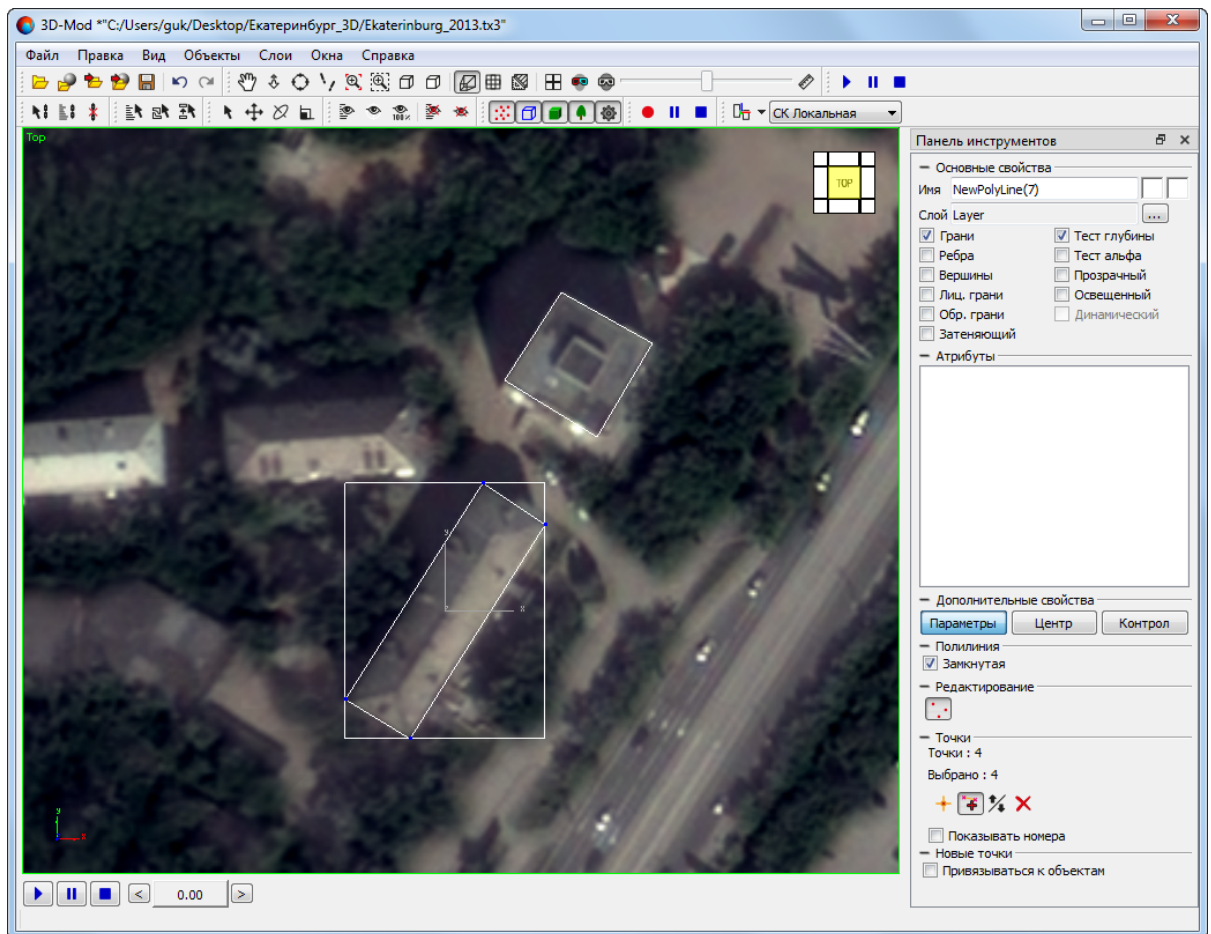 3D-Mod *"C:/Users/guk/Desktop/Екатеринбург_3D/Ekaterinburg_2013.tx3"
Файл Правка Вид Объекты Слои Окна Справка
100%
СК Локальная
Top
TOP
y
x
z
y
x
Панель инструментов
Основные свойства
Имя NewPolyLine(7)
Слой Layer ...
Грани Тест глубины
Ребра Тест альфа
Вершины Прозрачный
Лиц. грани Освещенный
Обр. грани Динамический
Затеняющий
Атрибуты
Дополнительные свойства
Параметры Центр Контрол
Полилиния
Замкнутая
Редактирование
Точки
Точки : 4
Выбрано : 4
Показывать номера
Новые точки
Привязываться к объектам
< 0.00 >